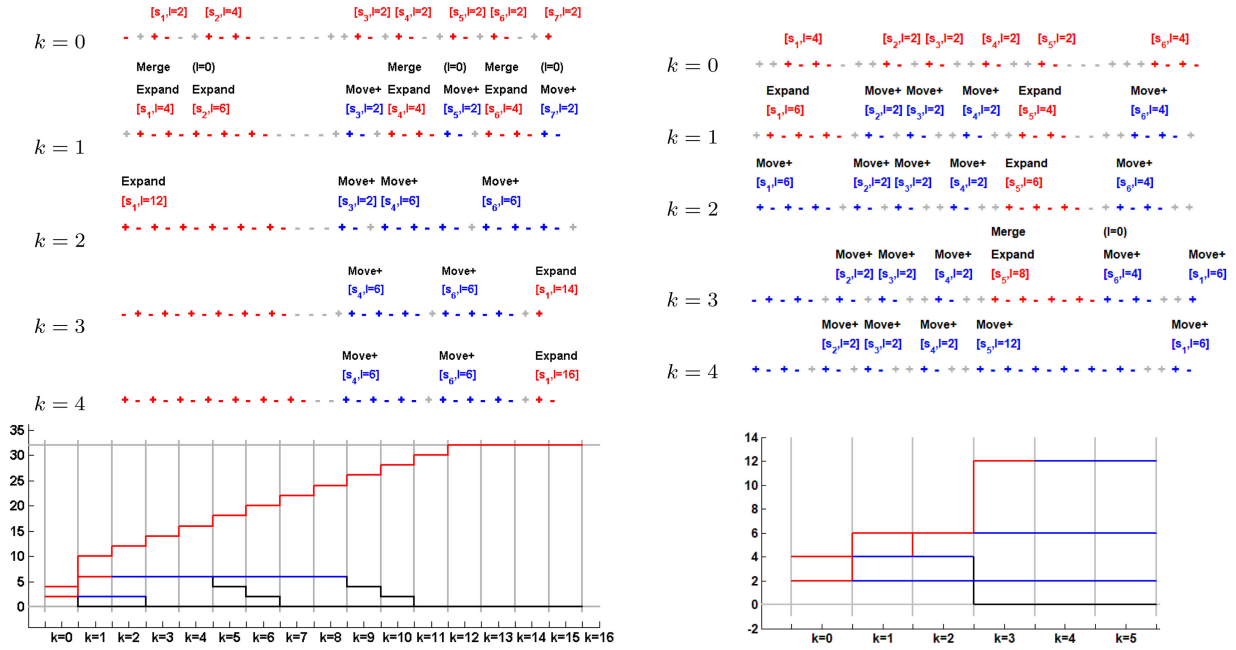 [s1,l=2] [s2,l=4] [s3,l=2] [s4,l=2] [s5,l=2] [s6,l=2] [s7,l=2]
k = 0
Merge (l=0) Merge (l=0) Merge (l=0)
Expand Expand Move+ Expand Move+ Expand Move+
[s1,l=4] [s2,l=6] [s3,l=2] [s4,l=4] [s5,l=2] [s6,l=4] [s7,l=2]
k = 1
Expand Move+ Move+ Move+
[s1,l=12] [s3,l=2] [s4,l=6] [s6,l=6]
k = 2
Move+ Move+ Expand
[s4,l=6] [s6,l=6] [s1,l=14]
k = 3
Move+ Move+ Expand
[s4,l=6] [s6,l=6] [s1,l=16]
k = 4
35
30
25
20
15
10
5
0
k=0 k=1 k=2 k=3 k=4 k=5 k=6 k=7 k=8 k=9 k=10 k=11 k=12 k=13 k=14 k=15 k=16
[s1,l=4] [s2,l=2] [s3,l=2] [s4,l=2] [s5,l=2] [s6,l=4]
k = 0
Expand Move+ Move+ Move+ Expand Move+
[s1,l=6] [s2,l=2] [s3,l=2] [s4,l=2] [s5,l=4] [s6,l=4]
k = 1
Move+ Move+ Move+ Move+ Expand Move+
[s1,l=6] [s2,l=2] [s3,l=2] [s4,l=2] [s5,l=6] [s6,l=4]
k = 2
Merge (l=0)
Move+ Move+ Move+ Expand Move+ Move+
[s2,l=2] [s3,l=2] [s4,l=2] [s5,l=8] [s6,l=4] [s1,l=6]
k = 3
Move+ Move+ Move+ Move+ Move+
[s2,l=2] [s3,l=2] [s4,l=2] [s5,l=12] [s1,l=6]
k = 4
14
12
10
8
6
4
2
0
-2
k=0 k=1 k=2 k=3 k=4 k=5